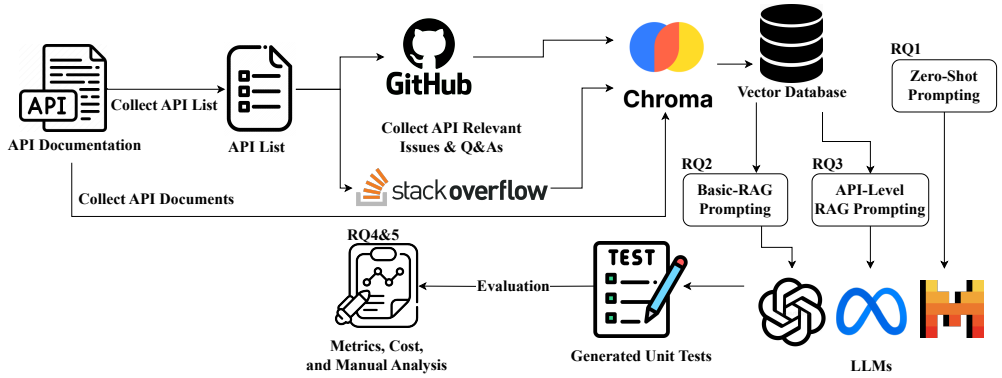 API
API Documentation
Collect API List
API List
GitHub
Collect API Relevant
Issues & Q&As
stack overflow
Collect API Documents
Chroma
Vector Database
RQ1
Zero-Shot
Prompting
RQ2
Basic-RAG
Prompting
RQ3
API-Level
RAG Prompting
LLMs
TEST
Generated Unit Tests
Evaluation
RQ4&5
Metrics, Cost,
and Manual Analysis